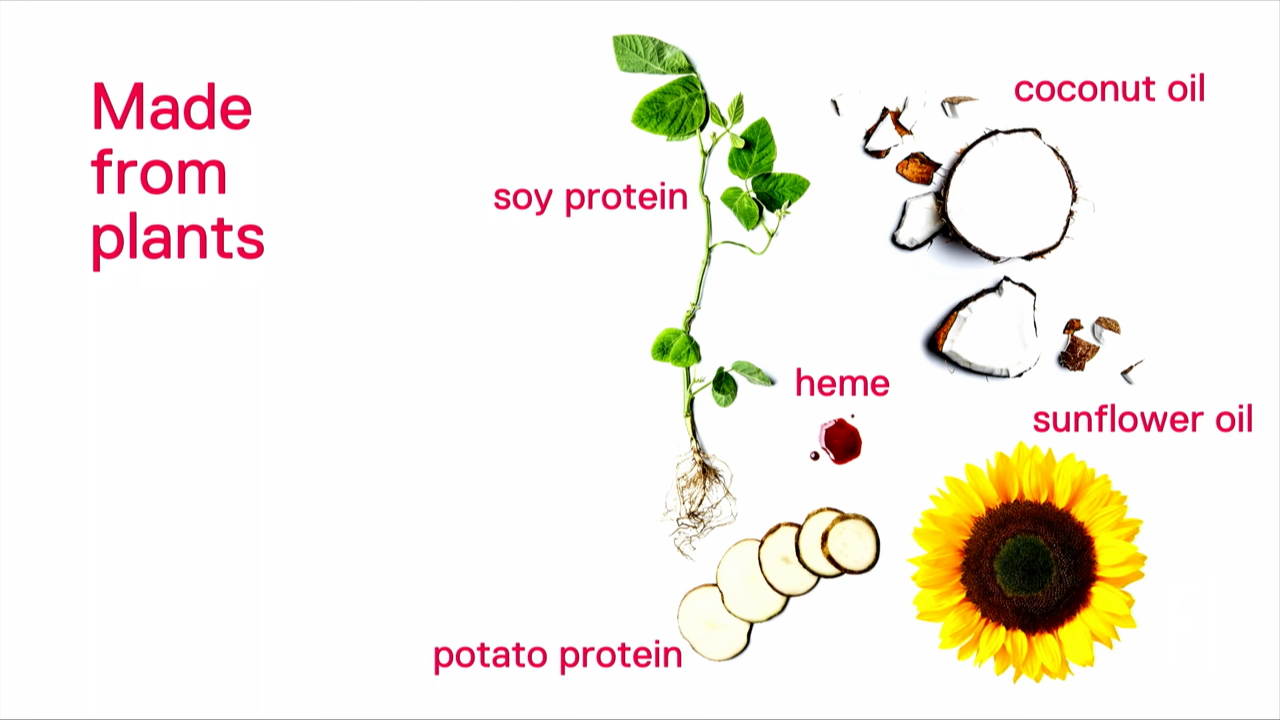 Made
from
plants
coconut oil
soy protein
heme
sunflower oil
potato protein